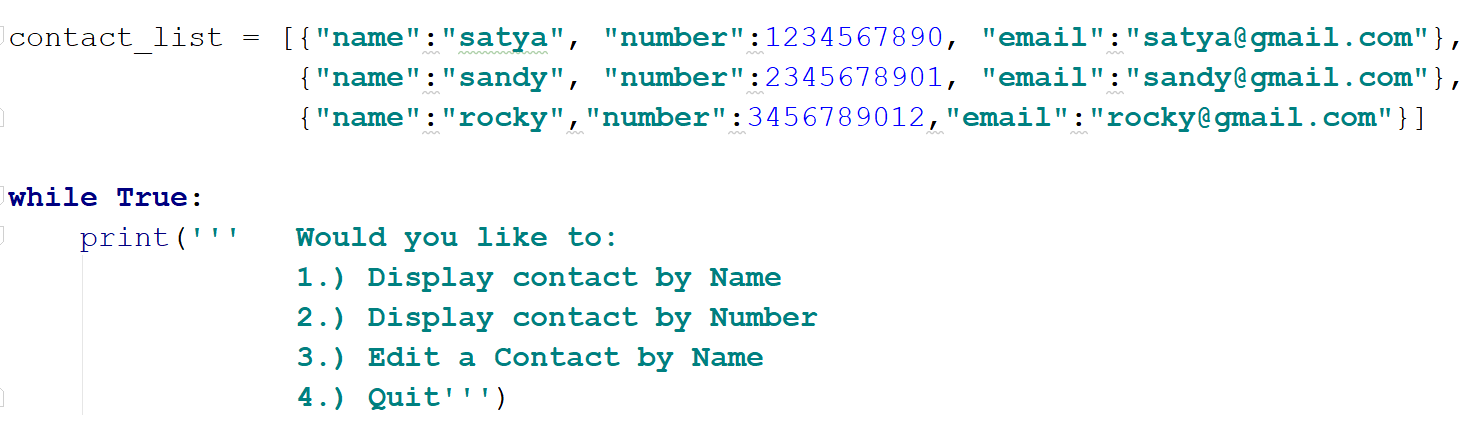 contact_list = [{"name":"satya", "number":1234567890, "email":"satya@gmail.com"},
                {"name":"sandy", "number":2345678901, "email":"sandy@gmail.com"},
                {"name":"rocky","number":3456789012,"email":"rocky@gmail.com"}]
while True:
    print('''   Would you like to:
                1.) Display contact by Name
                2.) Display contact by Number
                3.) Edit a Contact by Name
                4.) Quit''')